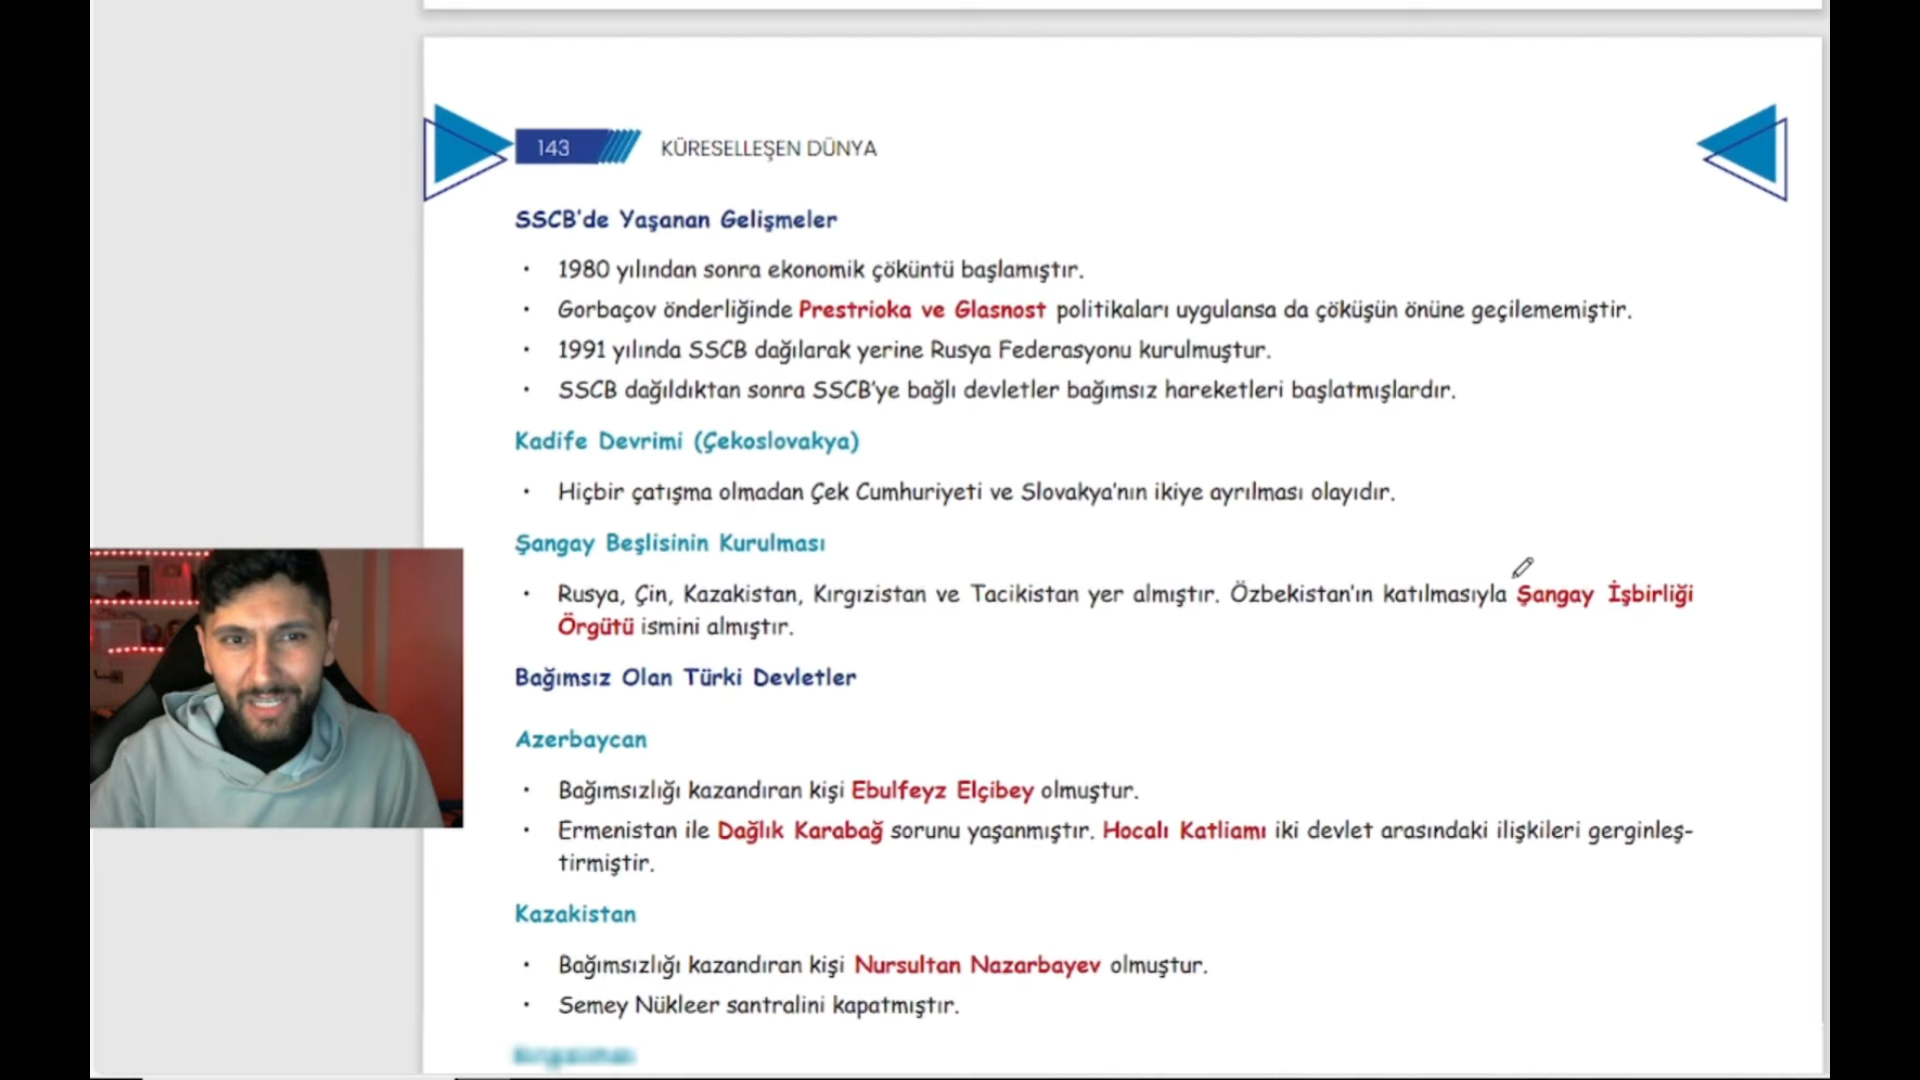 143 KÜRESELLEŞEN DÜNYA
SSCB'de Yaşanan Gelişmeler
• 1980 yılından sonra ekonomik çöküntü başlamıştır.
• Gorbaçov önderliğinde Prestrioka ve Glasnost politikaları uygulansa da çöküşün önüne geçilememiştir.
• 1991 yılında SSCB dağılarak yerine Rusya Federasyonu kurulmuştur.
• SSCB dağıldıktan sonra SSCB'ye bağlı devletler bağımsız hareketleri başlatmışlardır.
Kadife Devrimi (Çekoslovakya)
• Hiçbir çatışma olmadan Çek Cumhuriyeti ve Slovakya'nın ikiye ayrılması olayıdır.
Şangay Beşlisinin Kurulması
• Rusya, Çin, Kazakistan, Kırgızistan ve Tacikistan yer almıştır. Özbekistan'ın katılmasıyla Şangay İşbirliği
Örgütü ismini almıştır.
Bağımsız Olan Türki Devletler
Azerbaycan
• Bağımsızlığı kazandıran kişi Ebulfeyz Elçibey olmuştur.
• Ermenistan ile Dağlık Karabağ sorunu yaşanmıştır. Hocalı Katliamı iki devlet arasındaki ilişkileri gerginleş-
tirmiştir.
Kazakistan
• Bağımsızlığı kazandıran kişi Nursultan Nazarbayev olmuştur.
• Semey Nükleer santralini kapatmıştır.